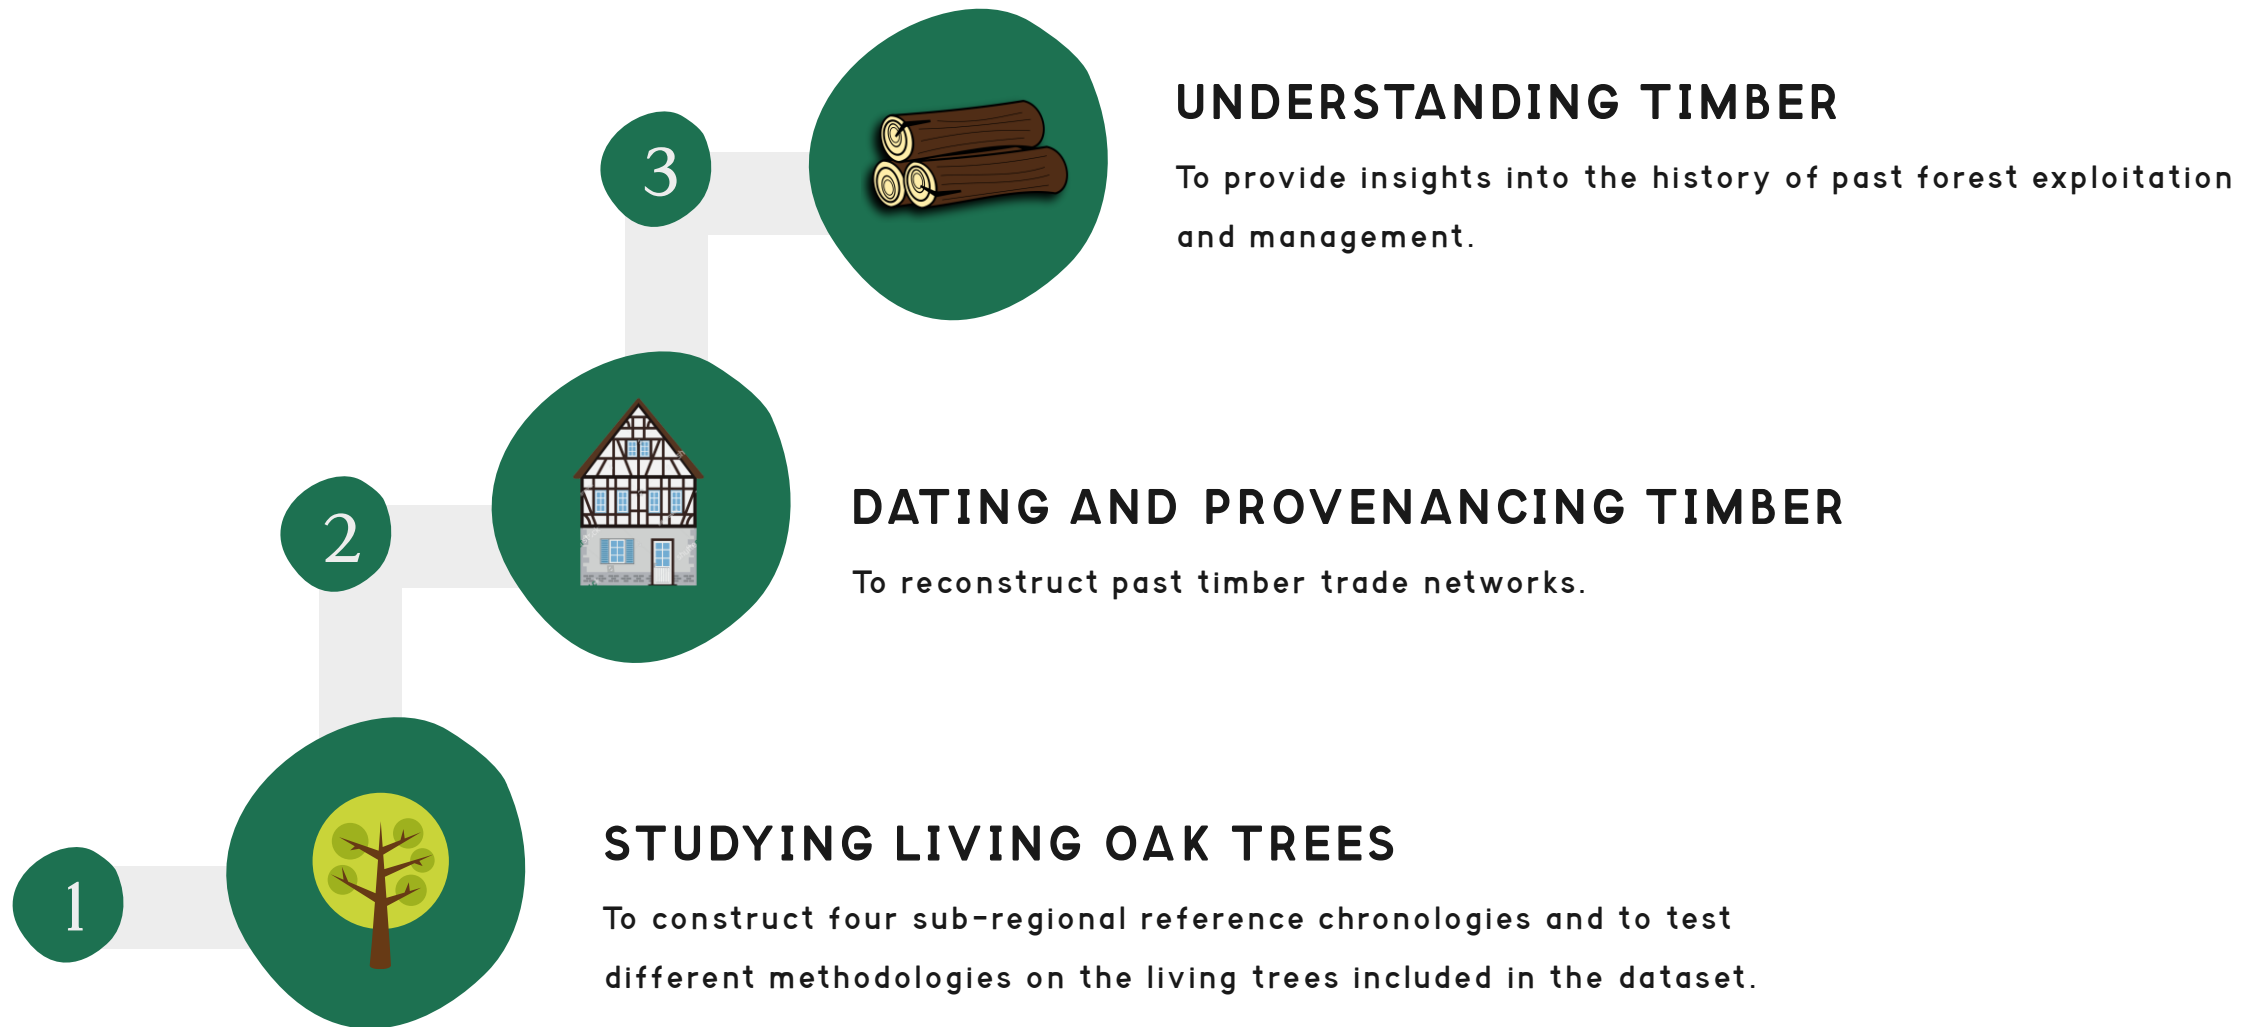 3
UNDERSTANDING TIMBER
To provide insights into the history of past forest exploitation
and management.
2
DATING AND PROVENANCING TIMBER
To reconstruct past timber trade networks.
1
STUDYING LIVING OAK TREES
To construct four sub-regional reference chronologies and to test
different methodologies on the living trees included in the dataset.